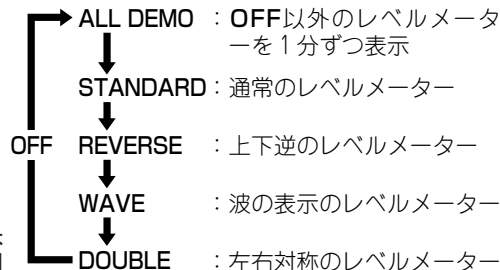 ALL DEMO ：OFF以外のレベルメータ
ーを1分ずつ表示
STANDARD：通常のレベルメーター
OFF REVERSE ：上下逆のレベルメーター
WAVE ：波の表示のレベルメーター
DOUBLE ：左右対称のレベルメーター